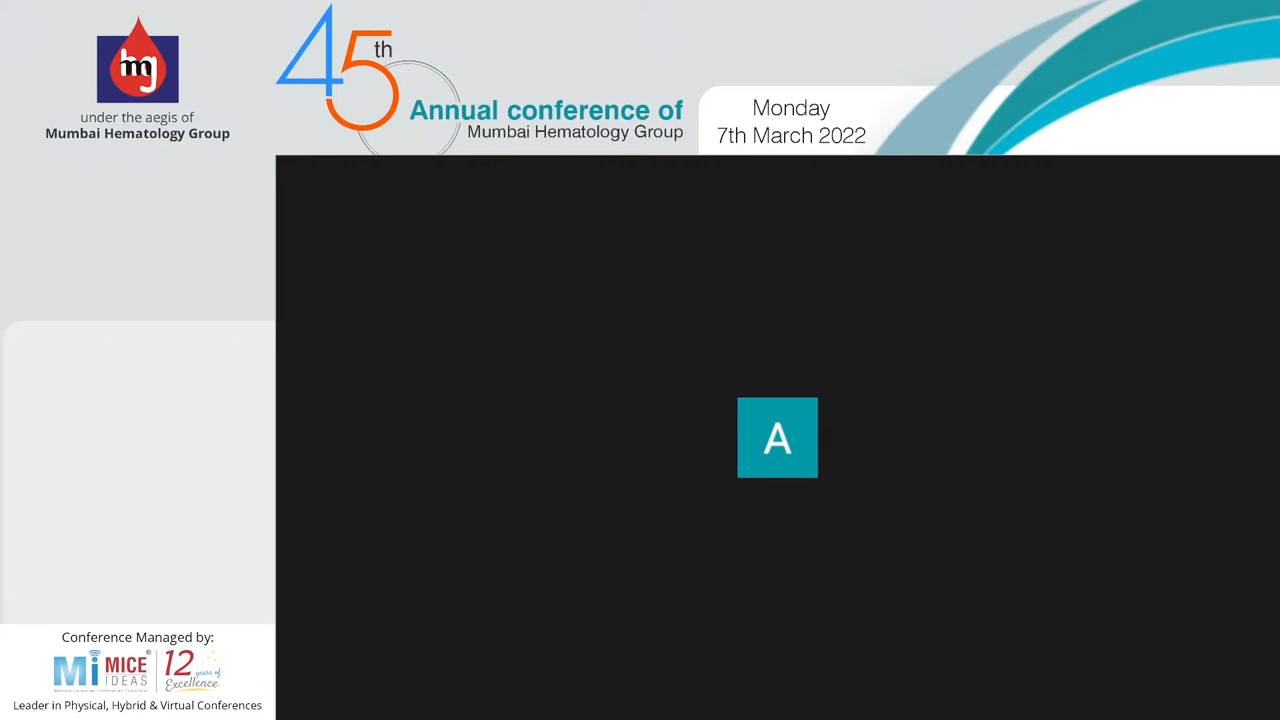 hmg
under the aegis of
Mumbai Hematology Group
45th
Annual conference of
Mumbai Hematology Group
Monday
7th March 2022
A
Conference Managed by:
Mi MICE IDEAS®
12 years of Excellence
Leader in Physical, Hybrid & Virtual Conferences